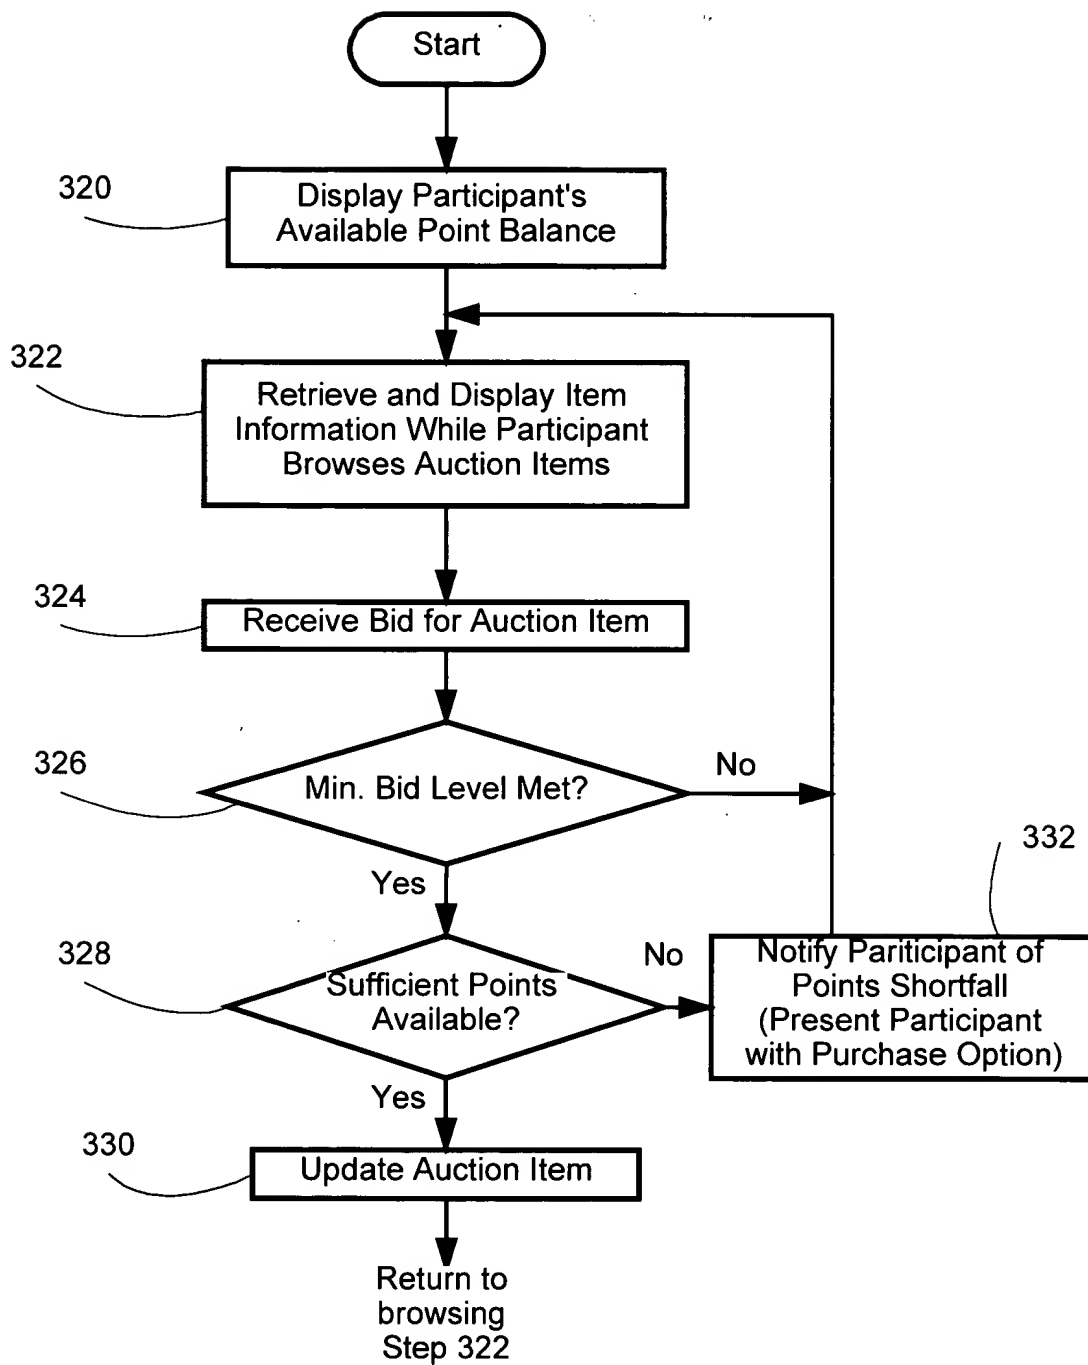 Start
320
Display Participant's
Available Point Balance
322
Retrieve and Display Item
Information While Participant
Browses Auction Items
324
Receive Bid for Auction Item
326
Min. Bid Level Met?
No
Yes
332
328
Sufficient Points
Available?
No
Notify Pariticipant of
Points Shortfall
(Present Participant
with Purchase Option)
Yes
330
Update Auction Item
Return to
browsing
Step 322